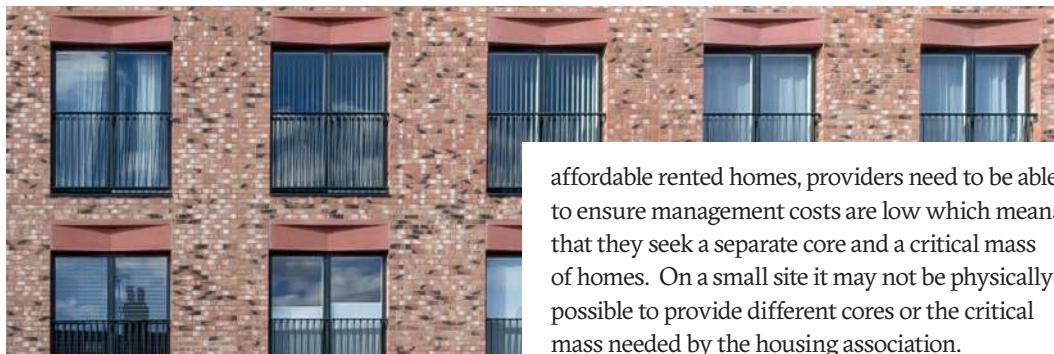 affordable rented homes, providers need to be able
to ensure management costs are low which means
that they seek a separate core and a critical mass
of homes.  On a small site it may not be physically
possible to provide different cores or the critical
mass needed by the housing association.